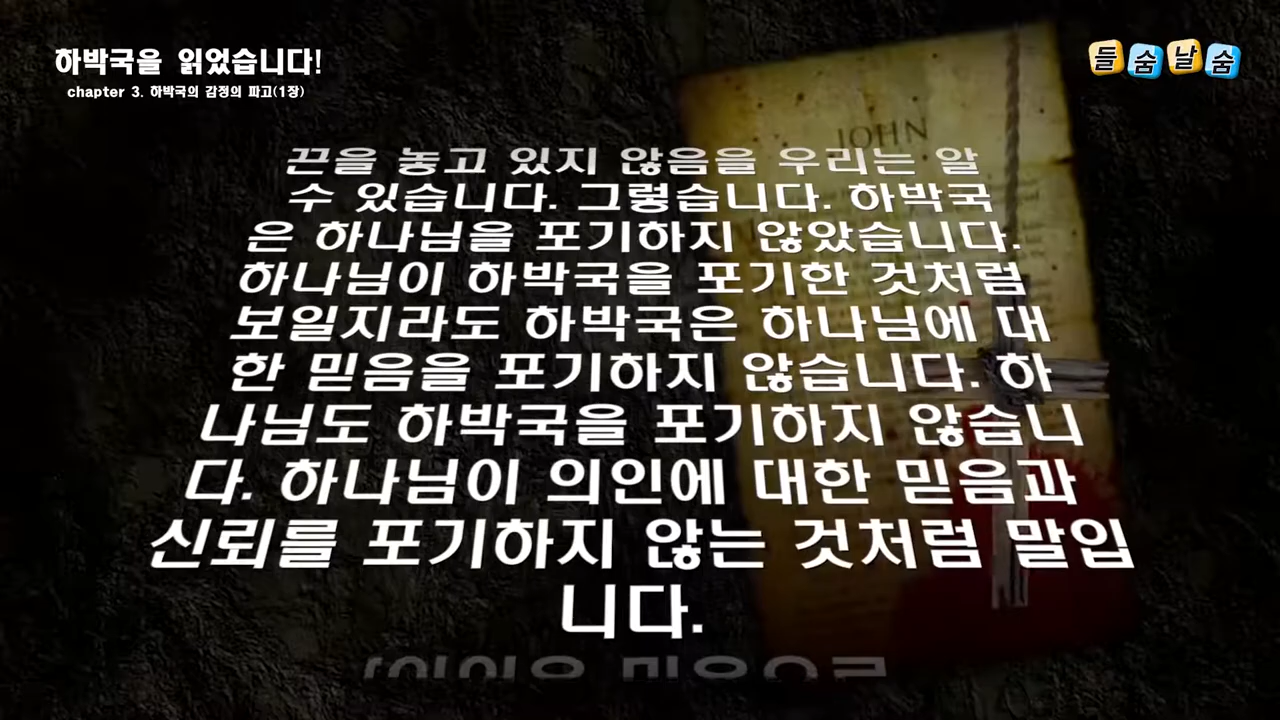 하박국을 읽었습니다!
chapter 3. 하박국의 감정의 파고(1장)
들숨날숨
JOHN
끈을 놓고 있지 않음을 우리는 알
수 있습니다. 그렇습니다. 하박국
은 하나님을 포기하지 않았습니다.
하나님이 하박국을 포기한 것처럼
보일지라도 하박국은 하나님에 대
한 믿음을 포기하지 않습니다. 하
나님도 하박국을 포기하지 않습니
다. 하나님이 의인에 대한 믿음과
신뢰를 포기하지 않는 것처럼 말입
니다.